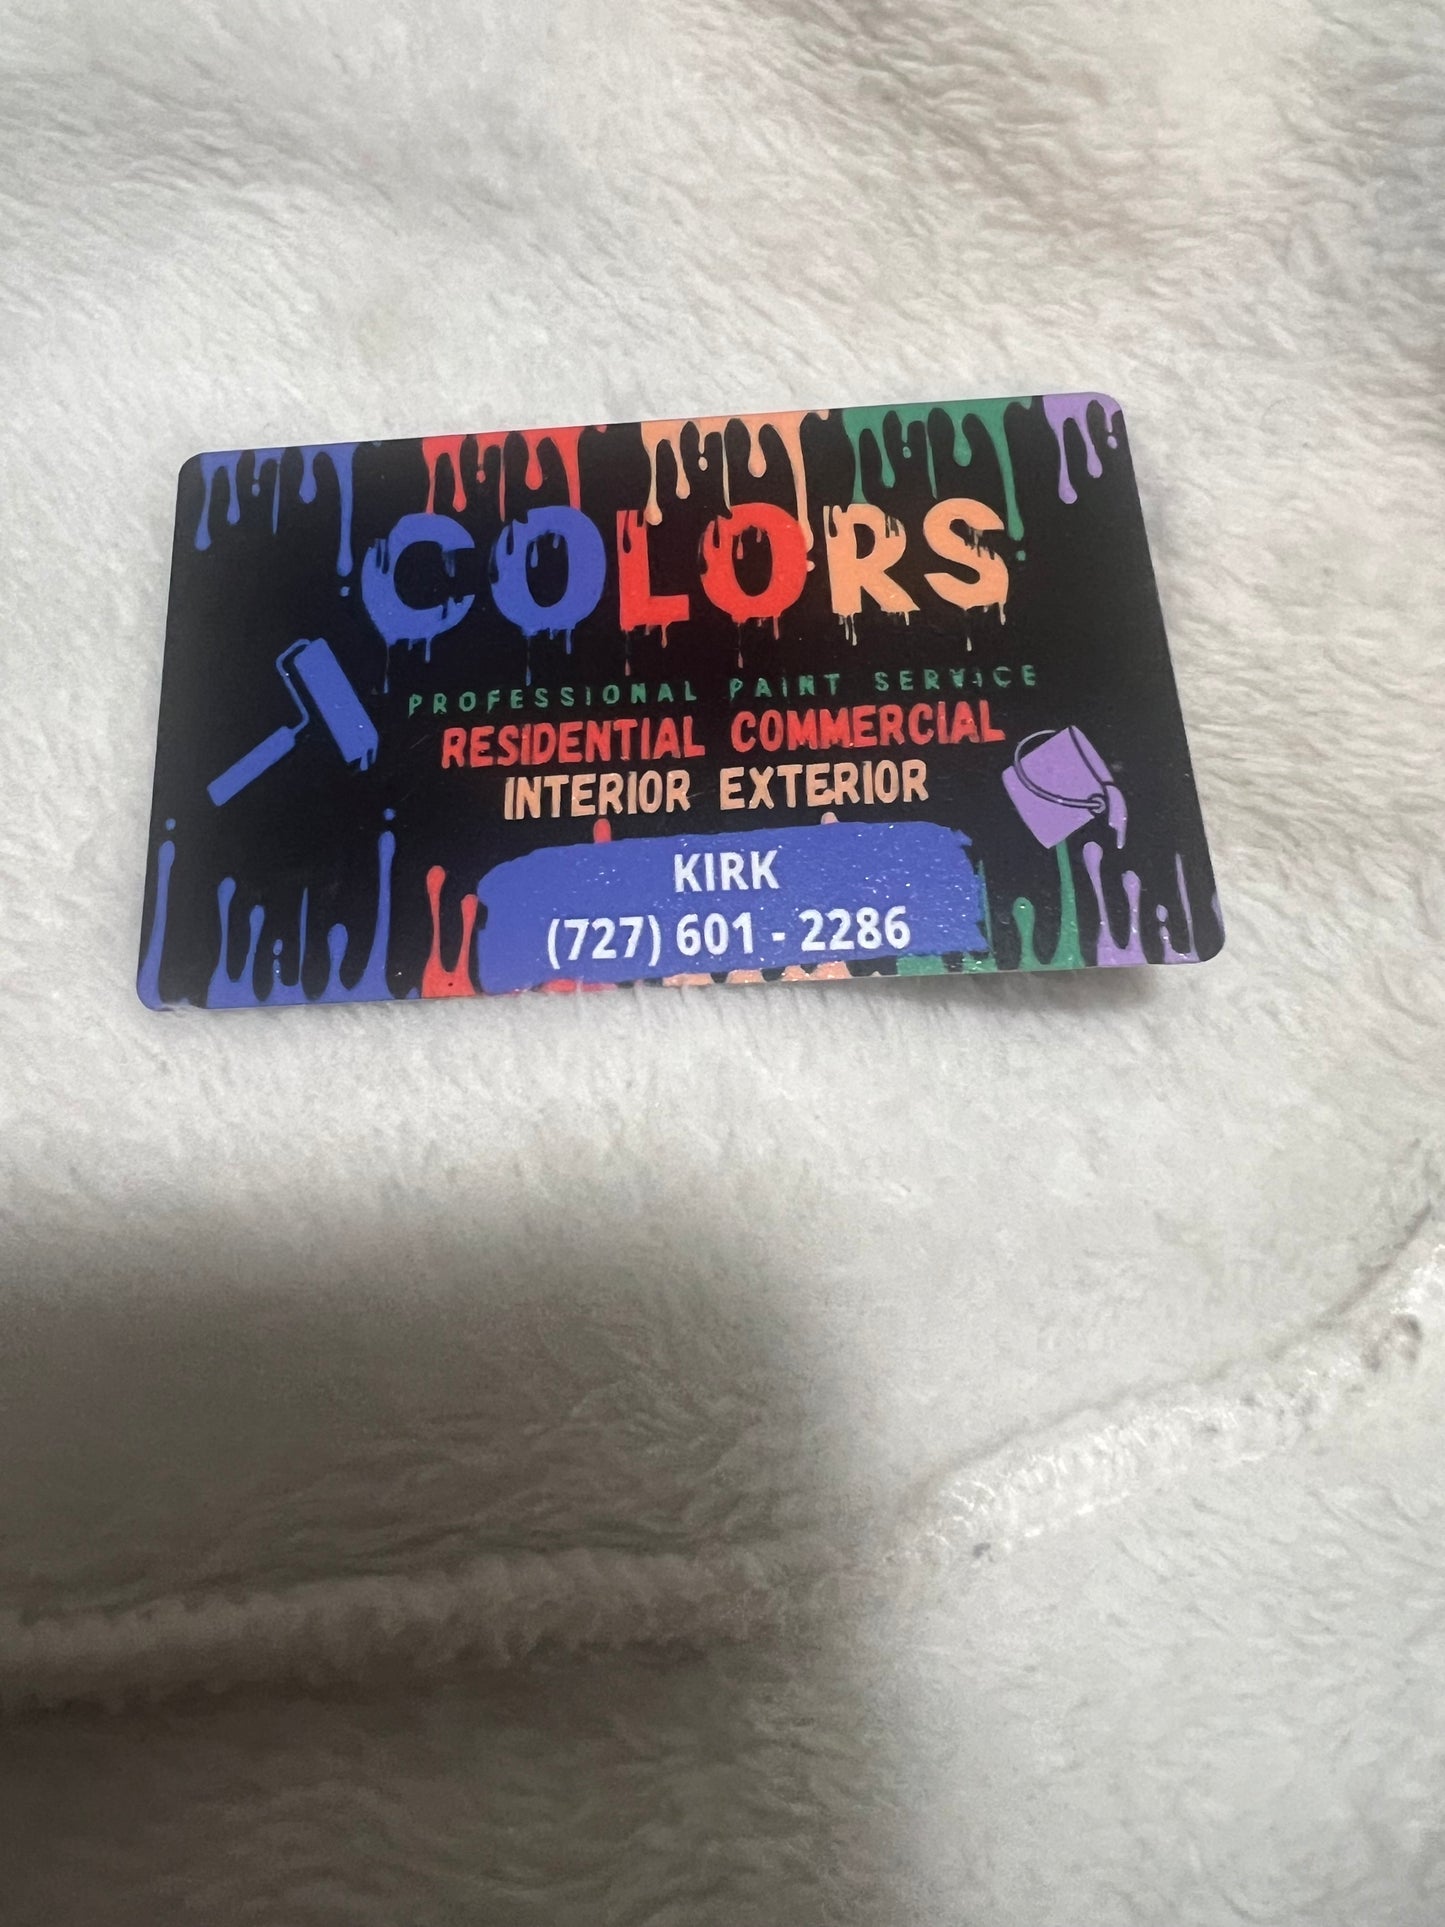 COLORS
PROFESSIONAL PAINT SERVICE
RESIDENTIAL COMMERCIAL
INTERIOR EXTERIOR
KIRK
(727) 601 - 2286